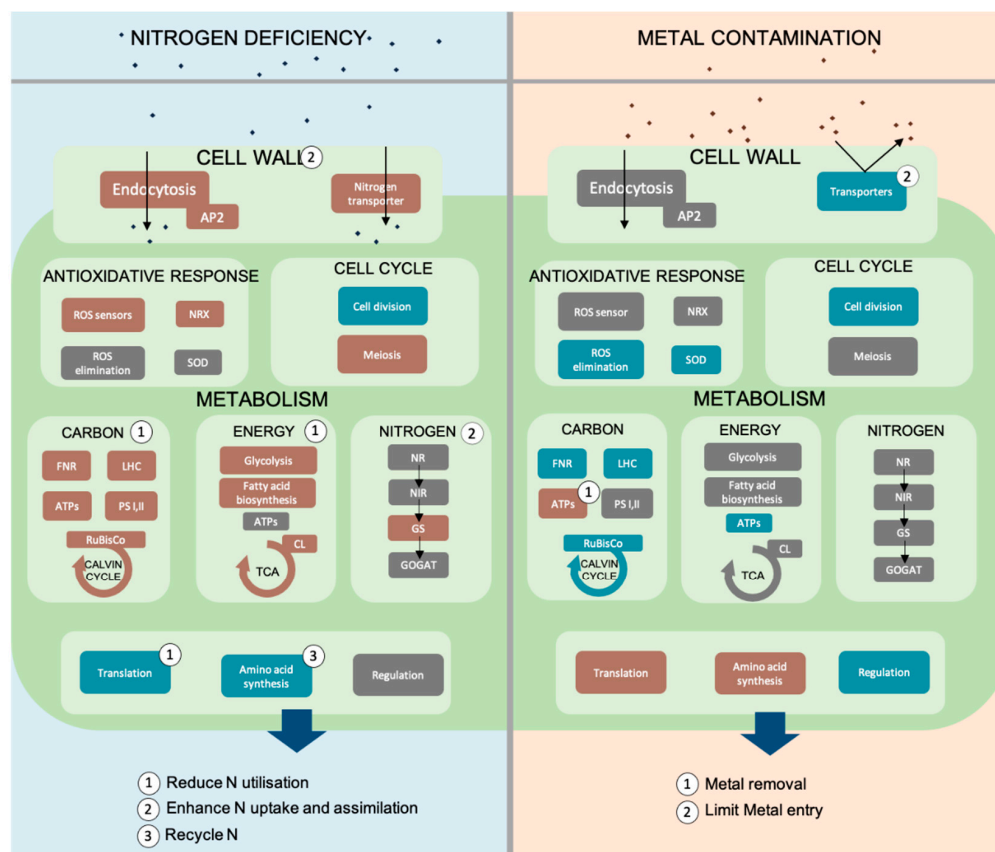 NITROGEN DEFICIENCY
CELL WALL 2
Endocytosis
AP2
Nitrogen
transporter
ANTIOXIDATIVE RESPONSE
ROS sensors
NRX
ROS
elimination
SOD
CELL CYCLE
Cell division
Meiosis
METABOLISM
CARBON 1
FNR
LHC
ATPs
PS I,II
RuBisCo
CALVIN
CYCLE
ENERGY 1
Glycolysis
Fatty acid
biosynthesis
ATPs
CL
TCA
NITROGEN 2
NR
NIR
GS
GOGAT
Translation
1
Amino acid
synthesis
3
Regulation
1 Reduce N utilisation
2 Enhance N uptake and assimilation
3 Recycle N
METAL CONTAMINATION
CELL WALL
Endocytosis
AP2
Transporters
2
ANTIOXIDATIVE RESPONSE
ROS sensor
NRX
ROS
elimination
SOD
CELL CYCLE
Cell division
Meiosis
METABOLISM
CARBON
FNR
LHC
ATPs
1
PS I,II
RuBisCo
CALVIN
CYCLE
ENERGY
Glycolysis
Fatty acid
biosynthesis
ATPs
CL
TCA
NITROGEN
NR
NIR
GS
GOGAT
Translation
Amino acid
synthesis
Regulation
1 Metal removal
2 Limit Metal entry